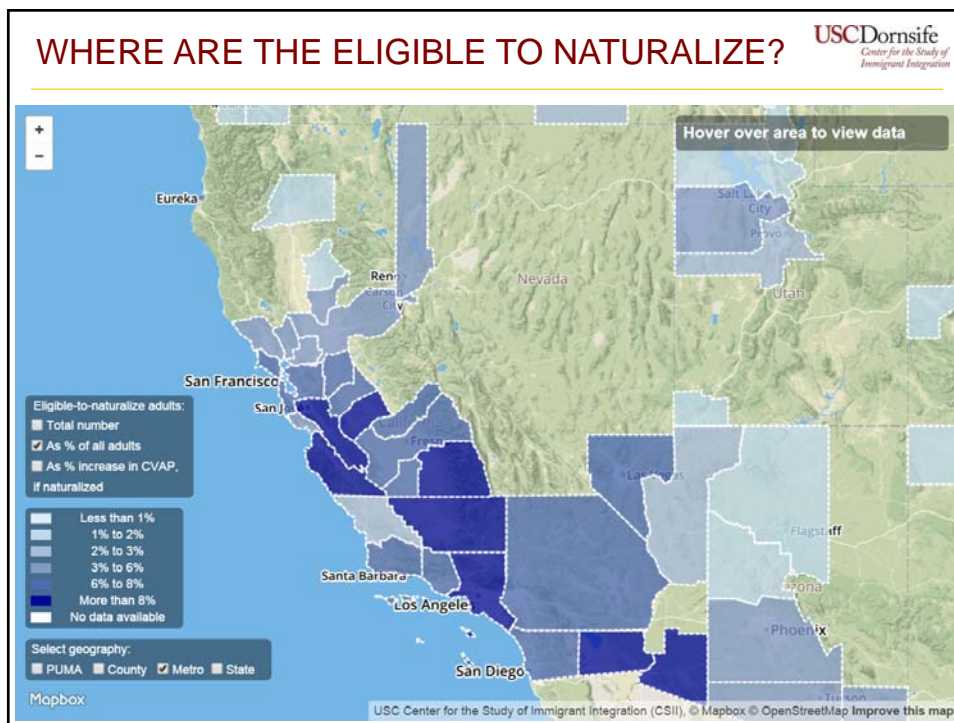 WHERE ARE THE ELIGIBLE TO NATURALIZE?
USCDornsife
Center for the Study of
Immigrant Integration
+
−
Hover over area to view data
Eureka
Salt Lake
City
Provo
Reno
Carson
City
Nevada
Utah
San Francisco
San Jose
California
Fresno
Las Vegas
Flagstaff
Santa Barbara
Los Angele
izona
Phoenix
San Diego
Tucson
Eligible-to-naturalize adults:
Total number
As % of all adults
As % increase in CVAP,
if naturalized
Less than 1%
1% to 2%
2% to 3%
3% to 6%
6% to 8%
More than 8%
No data available
Select geography:
PUMA County Metro State
Mapbox
USC Center for the Study of Immigrant Integration (CSII), © Mapbox © OpenStreetMap Improve this map